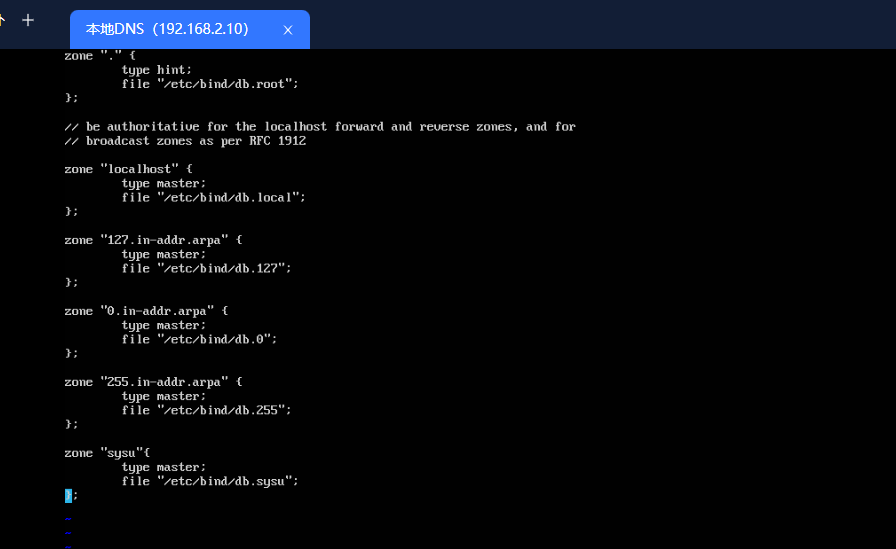 本地DNS（192.168.2.10）
zone "." {
        type hint;
        file "/etc/bind/db.root";
};
// be authoritative for the localhost forward and reverse zones, and for
// broadcast zones as per RFC 1912
zone "localhost" {
        type master;
        file "/etc/bind/db.local";
};
zone "127.in-addr.arpa" {
        type master;
        file "/etc/bind/db.127";
};
zone "0.in-addr.arpa" {
        type master;
        file "/etc/bind/db.0";
};
zone "255.in-addr.arpa" {
        type master;
        file "/etc/bind/db.255";
};
zone "sysu"{
        type master;
        file "/etc/bind/db.sysu";
};
~
~
~